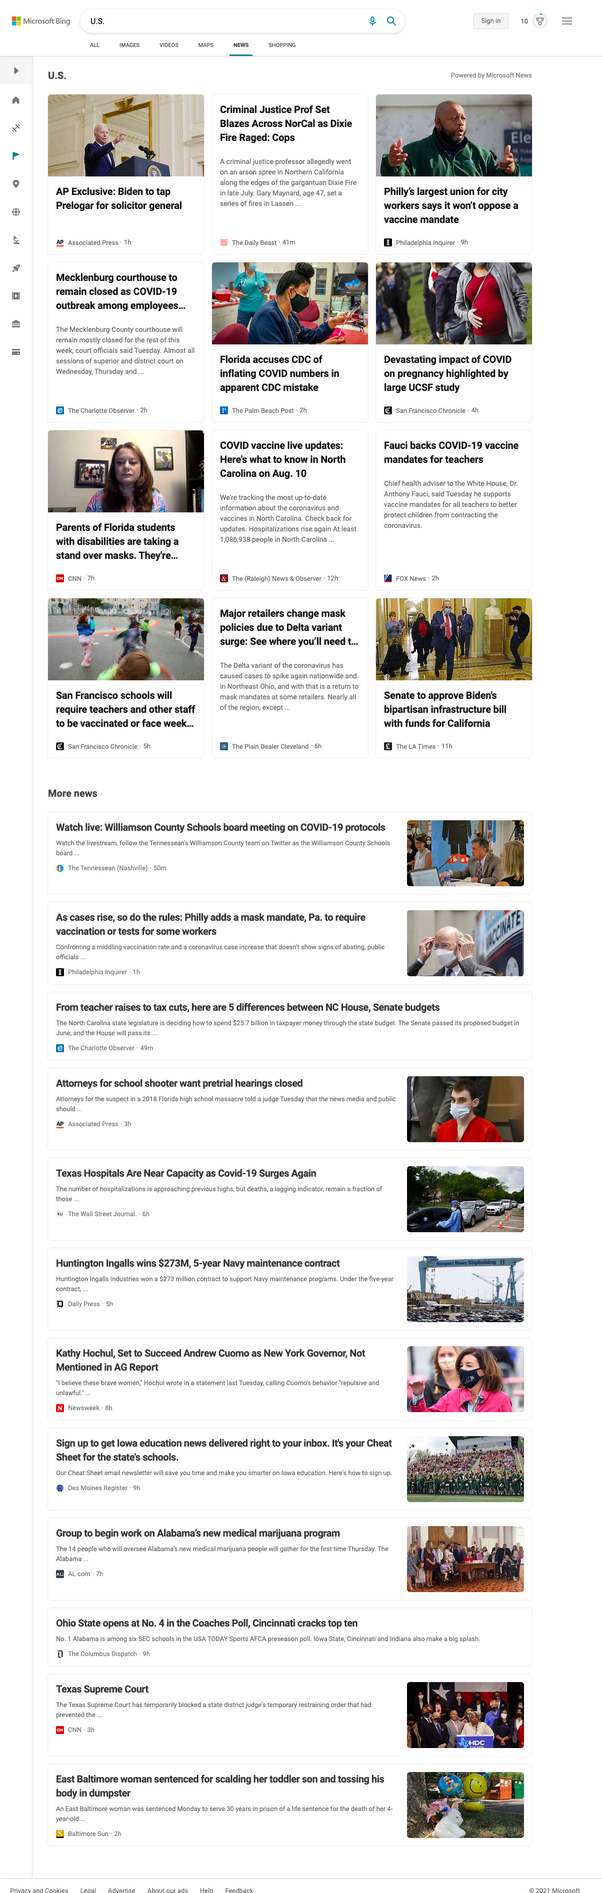 Microsoft Bing
U.S.
Sign in
10
ALL
IMAGES
VIDEOS
MAPS
NEWS
SHOPPING
U.S.
Powered by Microsoft News
AP Exclusive: Biden to tap
Prelogar for solicitor general
AP Associated Press · 1h
Criminal Justice Prof Set
Blazes Across NorCal as Dixie
Fire Raged: Cops
A criminal justice professor allegedly went
on an arson spree in Northern California
along the edges of the gargantuan Dixie Fire
in late July. Gary Maynard, age 47, set a
series of fires in Lassen ...
The Daily Beast · 41m
Philly's largest union for city
workers says it won't oppose a
vaccine mandate
Philadelphia Inquirer · 9h
Mecklenburg courthouse to
remain closed as COVID-19
outbreak among employees...
The Mecklenburg County courthouse will
remain mostly closed for the rest of this
week, court officials said Tuesday. Almost all
sessions of superior and district court on
Wednesday, Thursday and ...
The Charlotte Observer · 2h
Florida accuses CDC of
inflating COVID numbers in
apparent CDC mistake
The Palm Beach Post · 2h
Devastating impact of COVID
on pregnancy highlighted by
large UCSF study
San Francisco Chronicle · 4h
Parents of Florida students
with disabilities are taking a
stand over masks. They're...
CNN · 7h
COVID vaccine live updates:
Here's what to know in North
Carolina on Aug. 10
We're tracking the most up-to-date
information about the coronavirus and
vaccines in North Carolina. Check back for
updates. Hospitalizations rise again At least
1,086,938 people in North Carolina ...
The (Raleigh) News & Observer · 12h
Fauci backs COVID-19 vaccine
mandates for teachers
Chief health adviser to the White House, Dr.
Anthony Fauci, said Tuesday he supports
vaccine mandates for all teachers to better
protect children from contracting the
coronavirus.
FOX News · 2h
San Francisco schools will
require teachers and other staff
to be vaccinated or face week...
San Francisco Chronicle · 5h
Major retailers change mask
policies due to Delta variant
surge: See where you'll need t...
The Delta variant of the coronavirus has
caused cases to spike again nationwide and
in Northeast Ohio, and with that is a return to
mask mandates at some retailers. Nearly all
of the region, except ...
The Plain Dealer Cleveland · 6h
Senate to approve Biden's
bipartisan infrastructure bill
with funds for California
The LA Times · 11h
More news
Watch live: Williamson County Schools board meeting on COVID-19 protocols
Watch the livestream, follow the Tennessean's Williamson County team on Twitter as the Williamson County Schools
board ...
The Tennessean (Nashville) · 50m
As cases rise, so do the rules: Philly adds a mask mandate, Pa. to require
vaccination or tests for some workers
Confronting a middling vaccination rate and a coronavirus case increase that doesn't show signs of abating, public
officials ...
Philadelphia Inquirer · 1h
VACCINATE
From teacher raises to tax cuts, here are 5 differences between NC House, Senate budgets
The North Carolina state legislature is deciding how to spend $25.7 billion in taxpayer money through the state budget. The Senate passed its proposed budget in
June, and the House will pass its ...
The Charlotte Observer · 49m
Attorneys for school shooter want pretrial hearings closed
Attorneys for the suspect in a 2018 Florida high school massacre told a judge Tuesday that the news media and public
should ...
AP Associated Press · 3h
Texas Hospitals Are Near Capacity as Covid-19 Surges Again
The number of hospitalizations is approaching previous highs, but deaths, a lagging indicator, remain a fraction of
those ...
The Wall Street Journal. · 6h
Huntington Ingalls wins $273M, 5-year Navy maintenance contract
Huntington Ingalls Industries won a $273 million contract to support Navy maintenance programs. Under the five-year
contract, ...
Daily Press · 5h
Newport News Shipbuilding
Kathy Hochul, Set to Succeed Andrew Cuomo as New York Governor, Not
Mentioned in AG Report
"I believe these brave women," Hochul wrote in a statement last Tuesday, calling Cuomo's behavior "repulsive and
unlawful." ...
Newsweek · 8h
Sign up to get Iowa education news delivered right to your inbox. It's your Cheat
Sheet for the state's schools.
Our Cheat Sheet email newsletter will save you time and make you smarter on Iowa education. Here's how to sign up.
Des Moines Register · 9h
Group to begin work on Alabama's new medical marijuana program
The 14 people who will oversee Alabama's new medical marijuana people will gather for the first time Thursday. The
Alabama ...
AL.com · 7h
Ohio State opens at No. 4 in the Coaches Poll, Cincinnati cracks top ten
No. 1 Alabama is among six SEC schools in the USA TODAY Sports AFCA preseason poll. Iowa State, Cincinnati and Indiana also make a big splash.
The Columbus Dispatch · 9h
Texas Supreme Court
The Texas Supreme Court has temporarily blocked a state district judge's temporary restraining order that had
prevented the ...
CNN · 3h
HDC
East Baltimore woman sentenced for scalding her toddler son and tossing his
body in dumpster
An East Baltimore woman was sentenced Monday to serve 30 years in prison of a life sentence for the death of her 4-
year-old ...
Baltimore Sun · 2h
Privacy and Cookies
Legal
Advertise
About our ads
Help
Feedback
© 2021 Microsoft